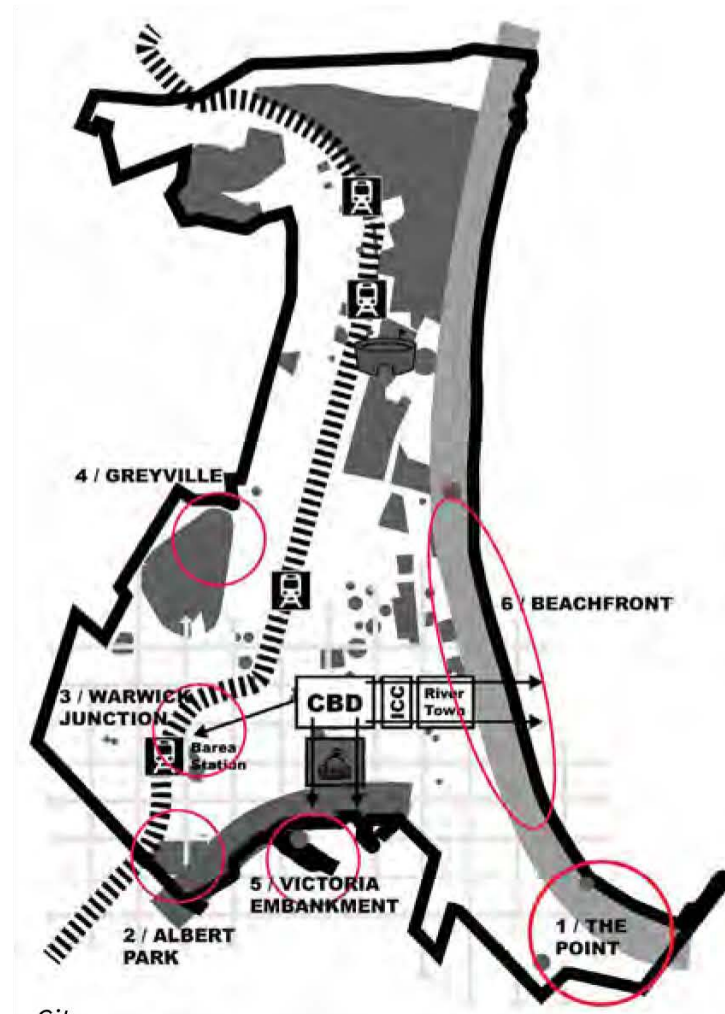 4 / GREYVILLE
6 / BEACHFRONT
3 / WARWICK
JUNCTION
CBD
ICC
River
Town
Barea
Station
5 / VICTORIA
EMBANKMENT
2 / ALBERT
PARK
1 / THE
POINT